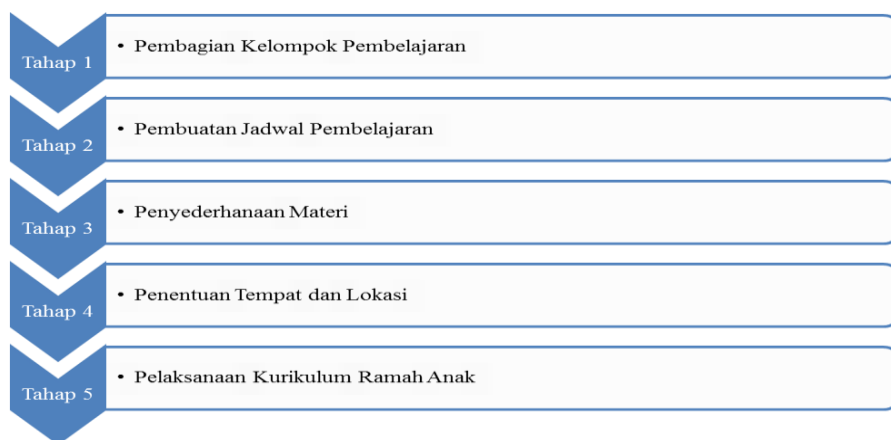 Tahap 1
• Pembagian Kelompok Pembelajaran
Tahap 2
• Pembuatan Jadwal Pembelajaran
Tahap 3
• Penyederhanaan Materi
Tahap 4
• Penentuan Tempat dan Lokasi
Tahap 5
• Pelaksanaan Kurikulum Ramah Anak